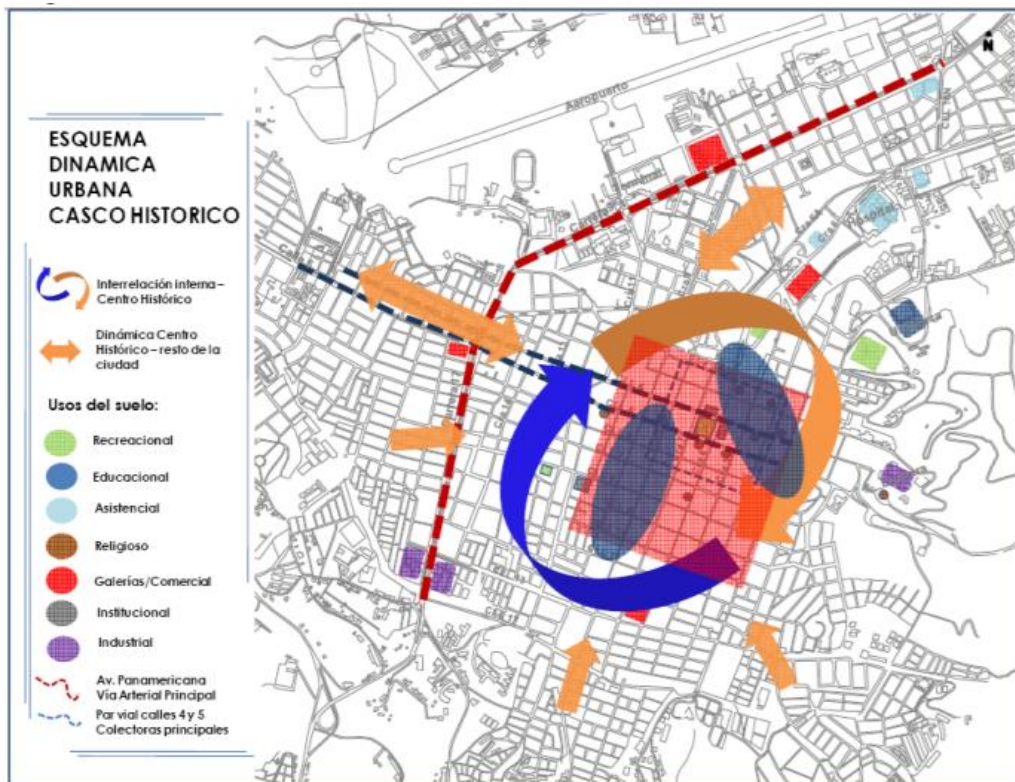 ESQUEMA
DINAMICA
URBANA
CASCO HISTORICO
Interrelación interna –
Centro Histórico
Dinámica Centro
Histórico – resto de la
ciudad
Usos del suelo:
Recreacional
Educacional
Asistencial
Religioso
Galerías/Comercial
Institucional
Industrial
Av. Panamericana
Vía Arterial Principal
Par vial calles 4 y 5
Colectoras principales
N
Aeropuerto